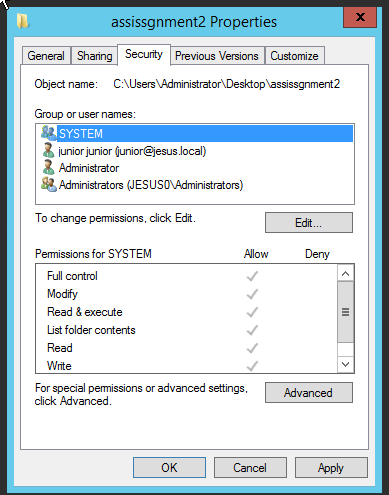 assissgnment2 Properties
x
General Sharing Security Previous Versions Customize
Object name: C:\Users\Administrator\Desktop\assissgnment2
Group or user names:
SYSTEM
junior junior (junior@jesus.local)
Administrator
Administrators (JESUS0\Administrators)
To change permissions, click Edit.
Edit...
Permissions for SYSTEM Allow Deny
Full control
Modify
Read & execute
List folder contents
Read
Write
For special permissions or advanced settings,
click Advanced.
Advanced
OK Cancel Apply